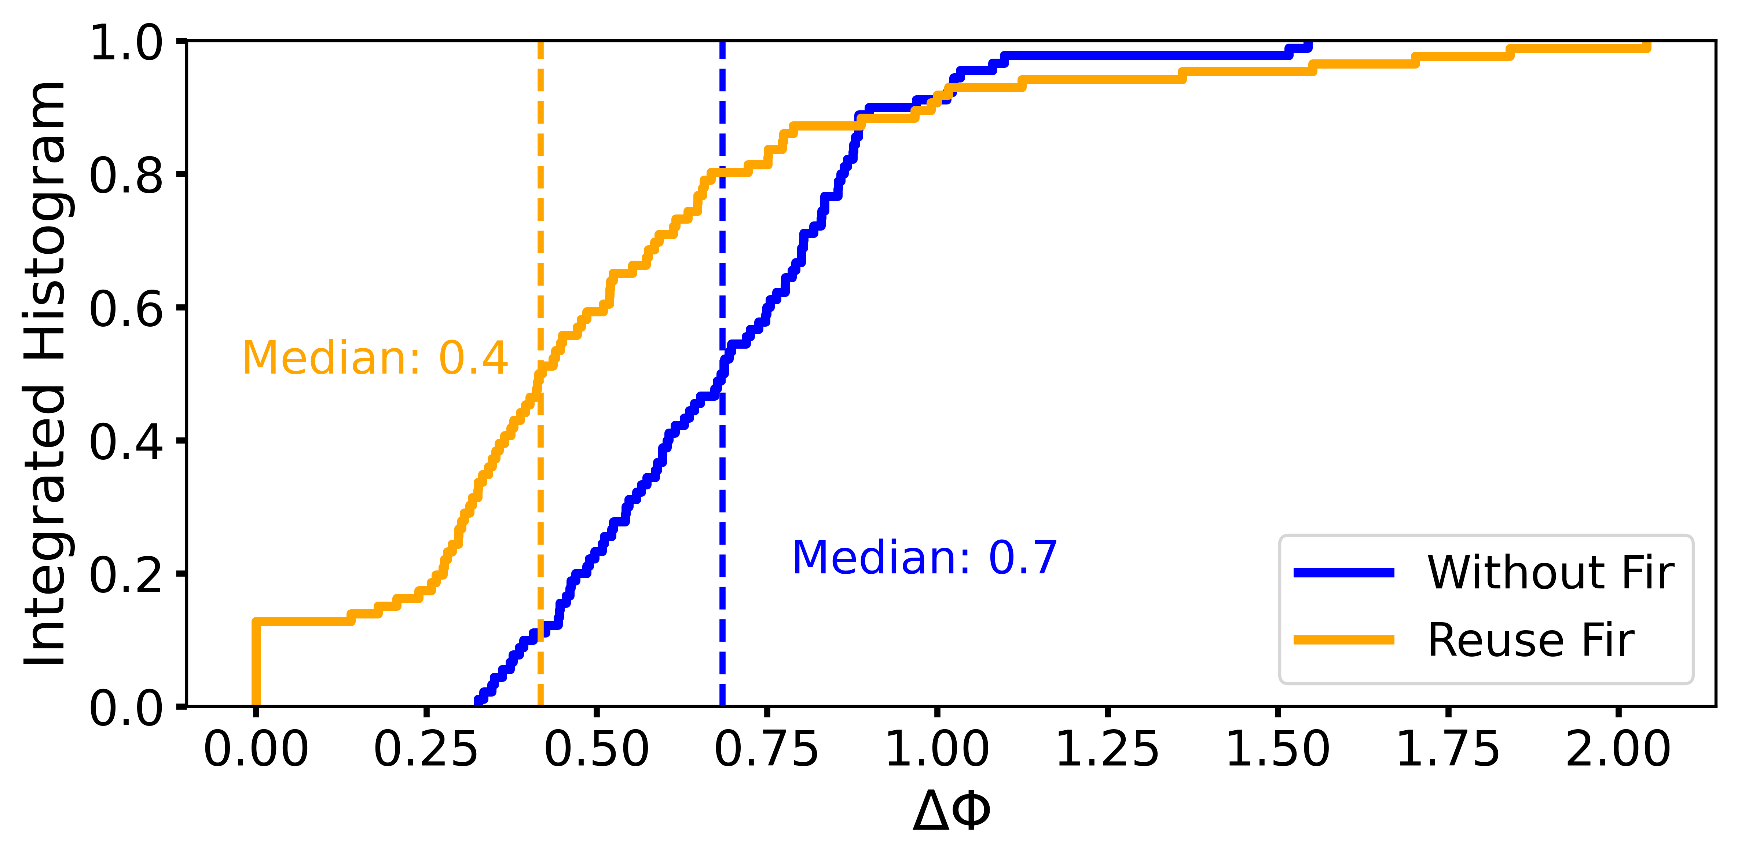 1.0
0.8
0.6
0.4
0.2
0.0
Integrated Histogram
Median: 0.4
Median: 0.7
Without Fir
Reuse Fir
0.00 0.25 0.50 0.75 1.00 1.25 1.50 1.75 2.00
ΔΦ